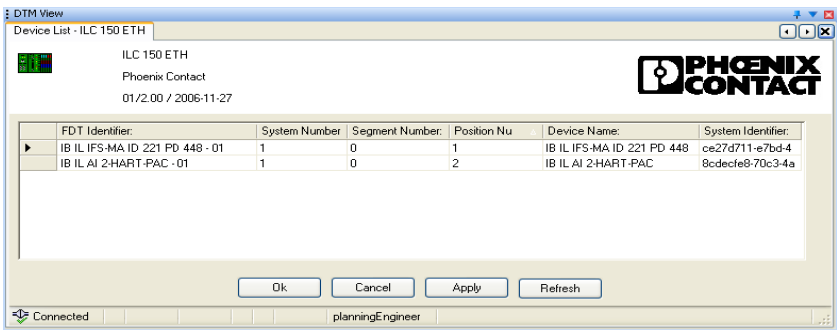 DTM View
Device List - ILC 150 ETH
ILC 150 ETH
Phoenix Contact
01/2.00 / 2006-11-27
PHŒNIX
CONTACT
FDT Identifier: System Number Segment Number: Position Nu Device Name: System Identifier:
IB IL IFS-MA ID 221 PD 448 - 01 1 0 1 IB IL IFS-MA ID 221 PD 448 ce27d711-e7bd-4
IB IL AI 2-HART-PAC - 01 1 0 2 IB IL AI 2-HART-PAC 8cdecfe8-70c3-4a
Ok Cancel Apply Refresh
Connected planningEngineer